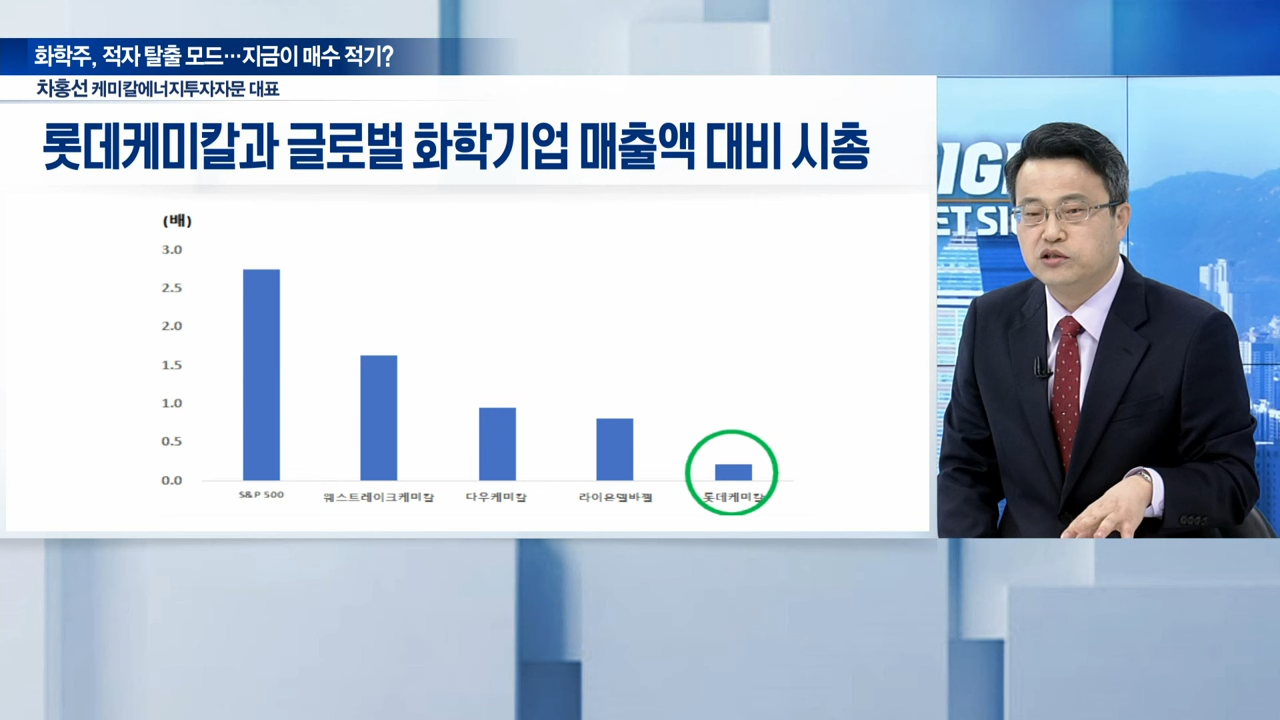 화학주, 적자 탈출 모드…지금이 매수 적기?
차홍선 케미칼에너지투자자문 대표
롯데케미칼과 글로벌 화학기업 매출액 대비 시총
(배)
3.0
2.5
2.0
1.5
1.0
0.5
0.0
S&P 500 웨스트레이크케미칼 다우케미칼 라이온델바젤 롯데케미칼
IGI
ET SI